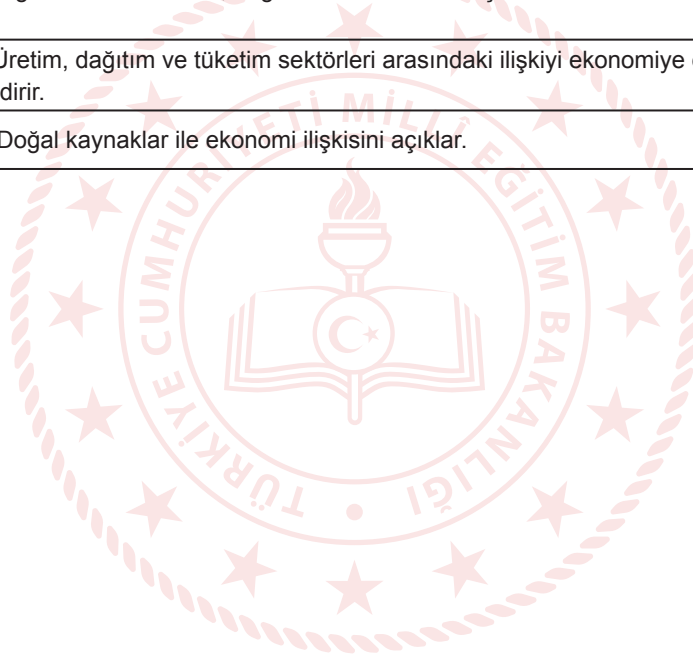 Üretim, dağıtım ve tüketim sektörleri arasındaki ilişkiyi ekonomiye
dirir.
Doğal kaynaklar ile ekonomi ilişkisini açıklar.
TÜRKİYE CUMHURİYETİ MİLLÎ EĞİTİM BAKANLIĞI